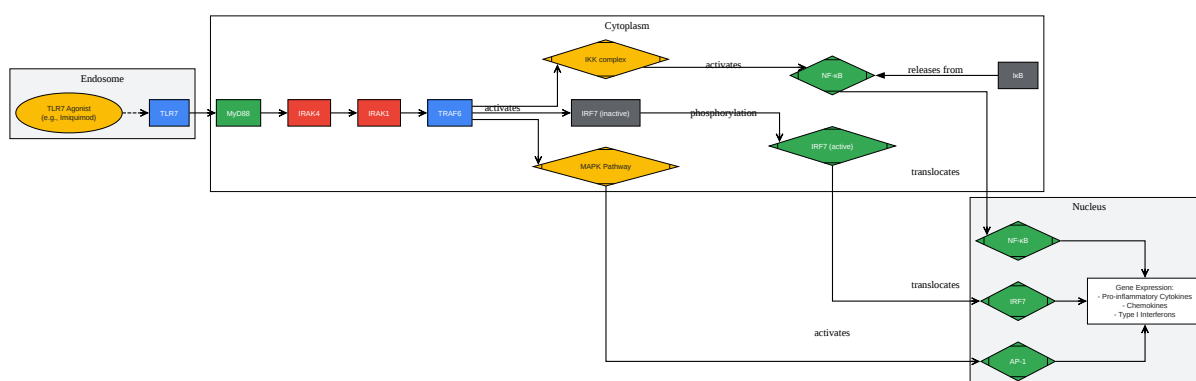 Cytoplasm
IKK complex
activates
NF-κB
releases from
IκB
Endosome
TLR7 Agonist
(e.g., Imiquimod)
TLR7
MyD88
IRAK4
IRAK1
TRAF6
activates
IRF7 (inactive)
phosphorylation
IRF7 (active)
MAPK Pathway
translocates
Nucleus
NF-κB
translocates
IRF7
Gene Expression:
- Pro-inflammatory Cytokines
- Chemokines
- Type I Interferons
activates
AP-1